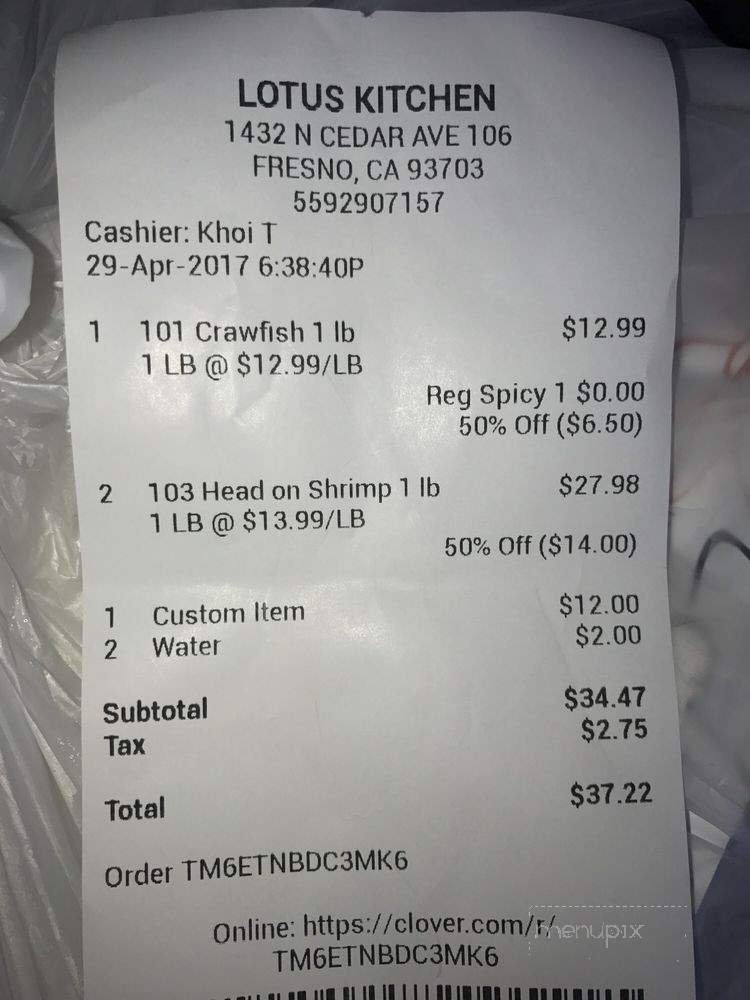 LOTUS KITCHEN
1432 N CEDAR AVE 106
FRESNO, CA 93703
5592907157
Cashier: Khoi T
29-Apr-2017 6:38:40P
1 101 Crawfish 1 lb $12.99
1 LB @ $12.99/LB
Reg Spicy 1 $0.00
50% Off ($6.50)
2 103 Head on Shrimp 1 lb $27.98
1 LB @ $13.99/LB
50% Off ($14.00)
1 Custom Item $12.00
2 Water $2.00
Subtotal $34.47
Tax $2.75
Total $37.22
Order TM6ETNBDC3MK6
Online: https://clover.com/r/
TM6ETNBDC3MK6
menupix